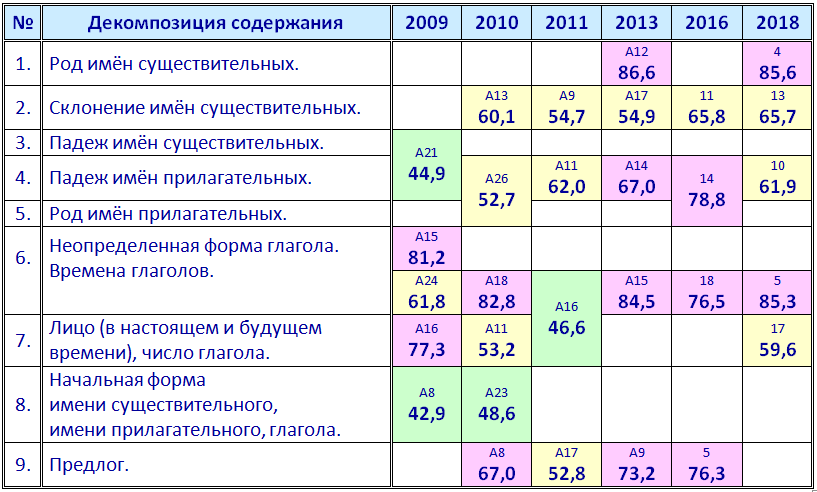 № Декомпозиция содержания 2009 2010 2011 2013 2016 2018
1. Род имён существительных. А12 86,6 4 85,6
2. Склонение имён существительных. А13 60,1 А9 54,7 А17 54,9 11 65,8 13 65,7
3. Падеж имён существительных.
А21 44,9
4. Падеж имён прилагательных. А26 52,7 А11 62,0 А14 67,0 14 78,8 10 61,9
5. Род имён прилагательных.
6. Неопределенная форма глагола. А15 81,2
Времена глаголов.
А24 61,8 А18 82,8 А16 46,6 А15 84,5 18 76,5 5 85,3
7. Лицо (в настоящем и будущем
времени), число глагола. А16 77,3 А11 53,2 17 59,6
8. Начальная форма
имени существительного, А8 42,9 А23 48,6
имени прилагательного, глагола.
9. Предлог. А8 67,0 А17 52,8 А9 73,2 5 76,3